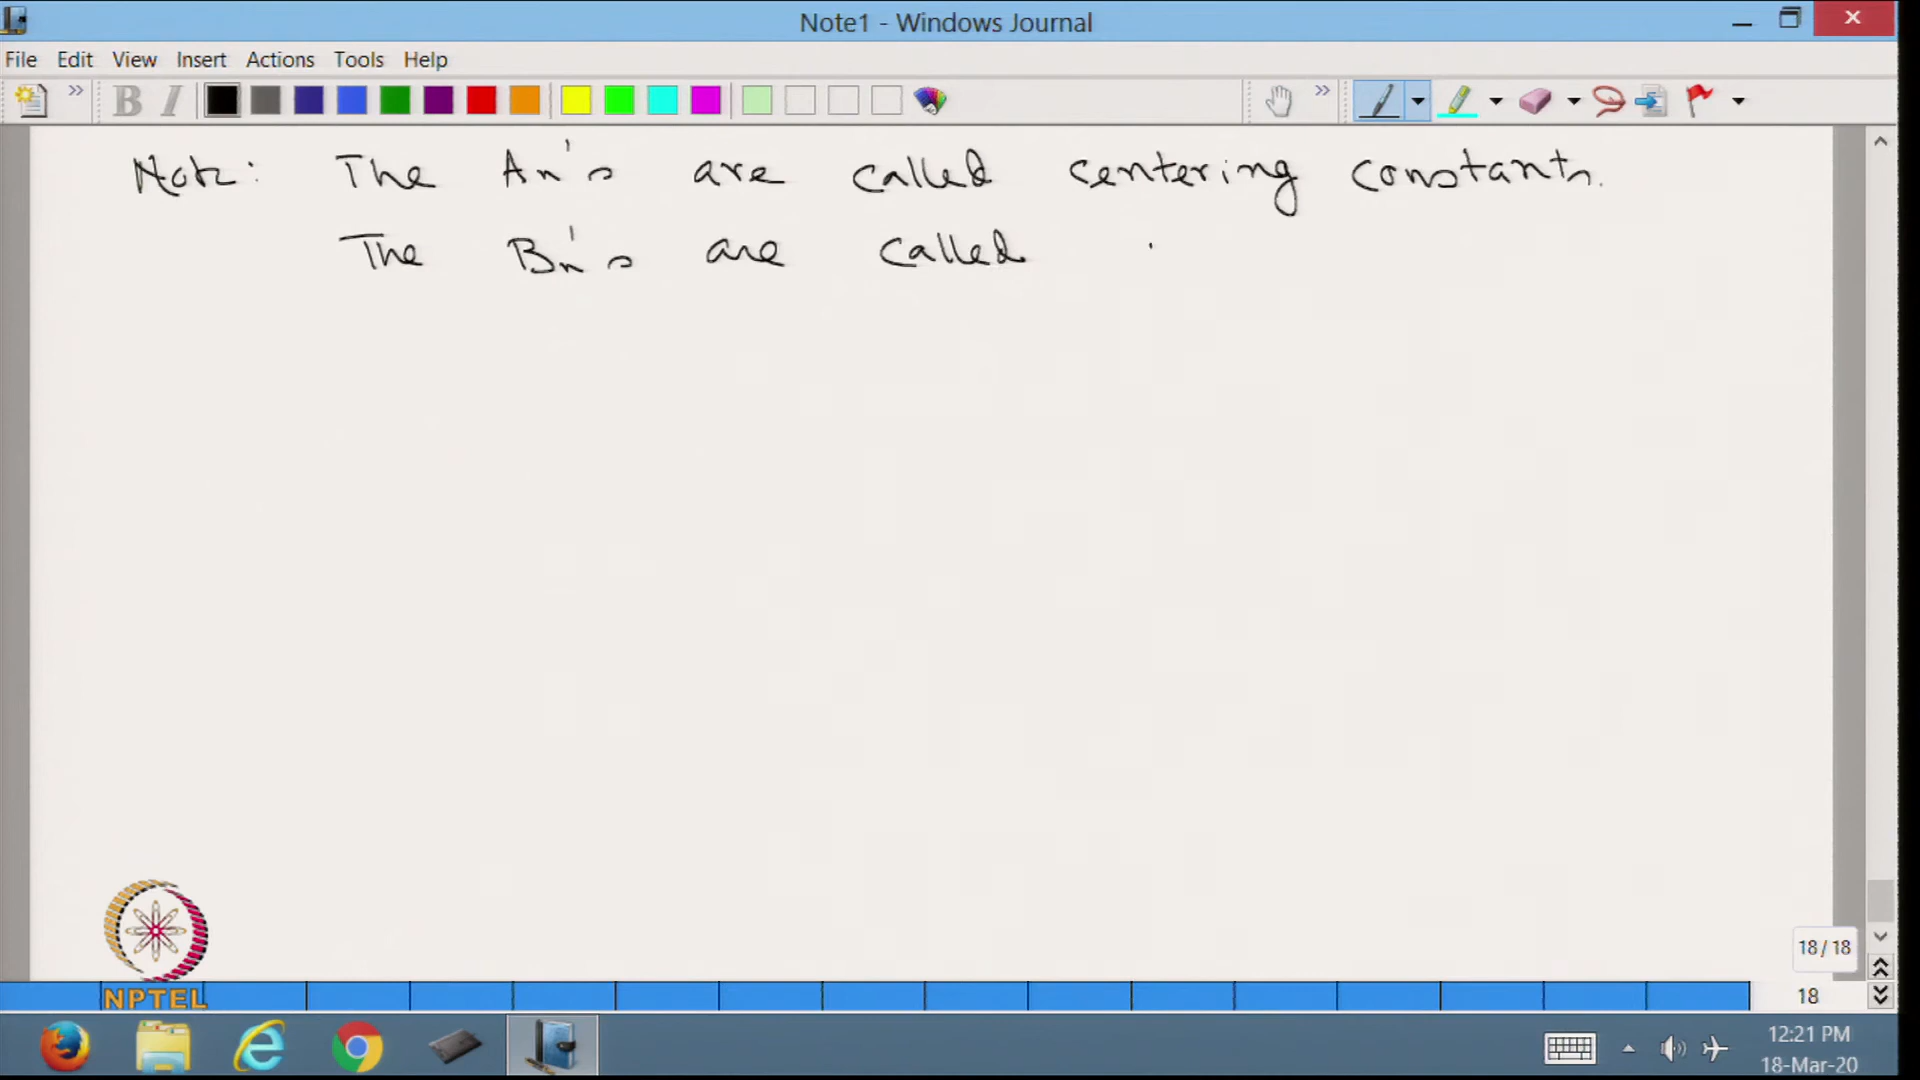 Note1 - Windows Journal
File Edit View Insert Actions Tools Help
B I
Note: The An's are called centering constants.
The Bn's are called
18 / 18
NPTEL
18
12:21 PM
18-Mar-20